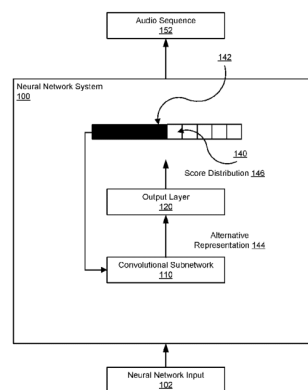 Audio Sequence
152
142
Neural Network System
100
140
Score Distribution 146
Output Layer
120
Alternative
Representation 144
Convolutional Subnetwork
110
Neural Network Input
102